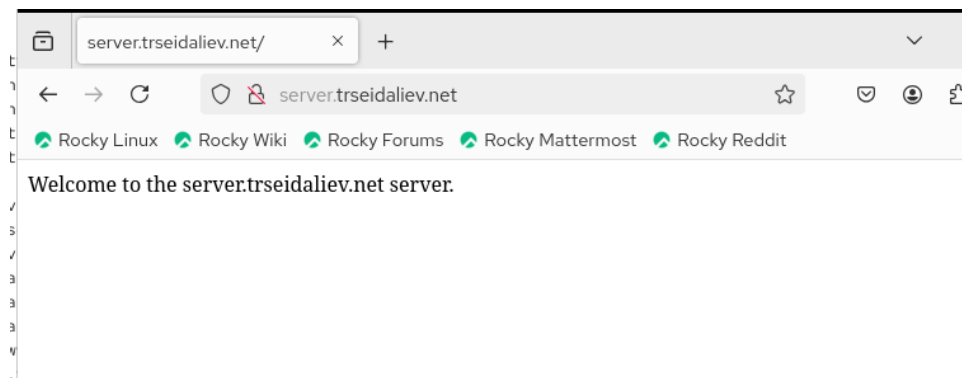 server.trseidaliev.net/
server.trseidaliev.net
Rocky Linux Rocky Wiki Rocky Forums Rocky Mattermost Rocky Reddit
Welcome to the server.trseidaliev.net server.